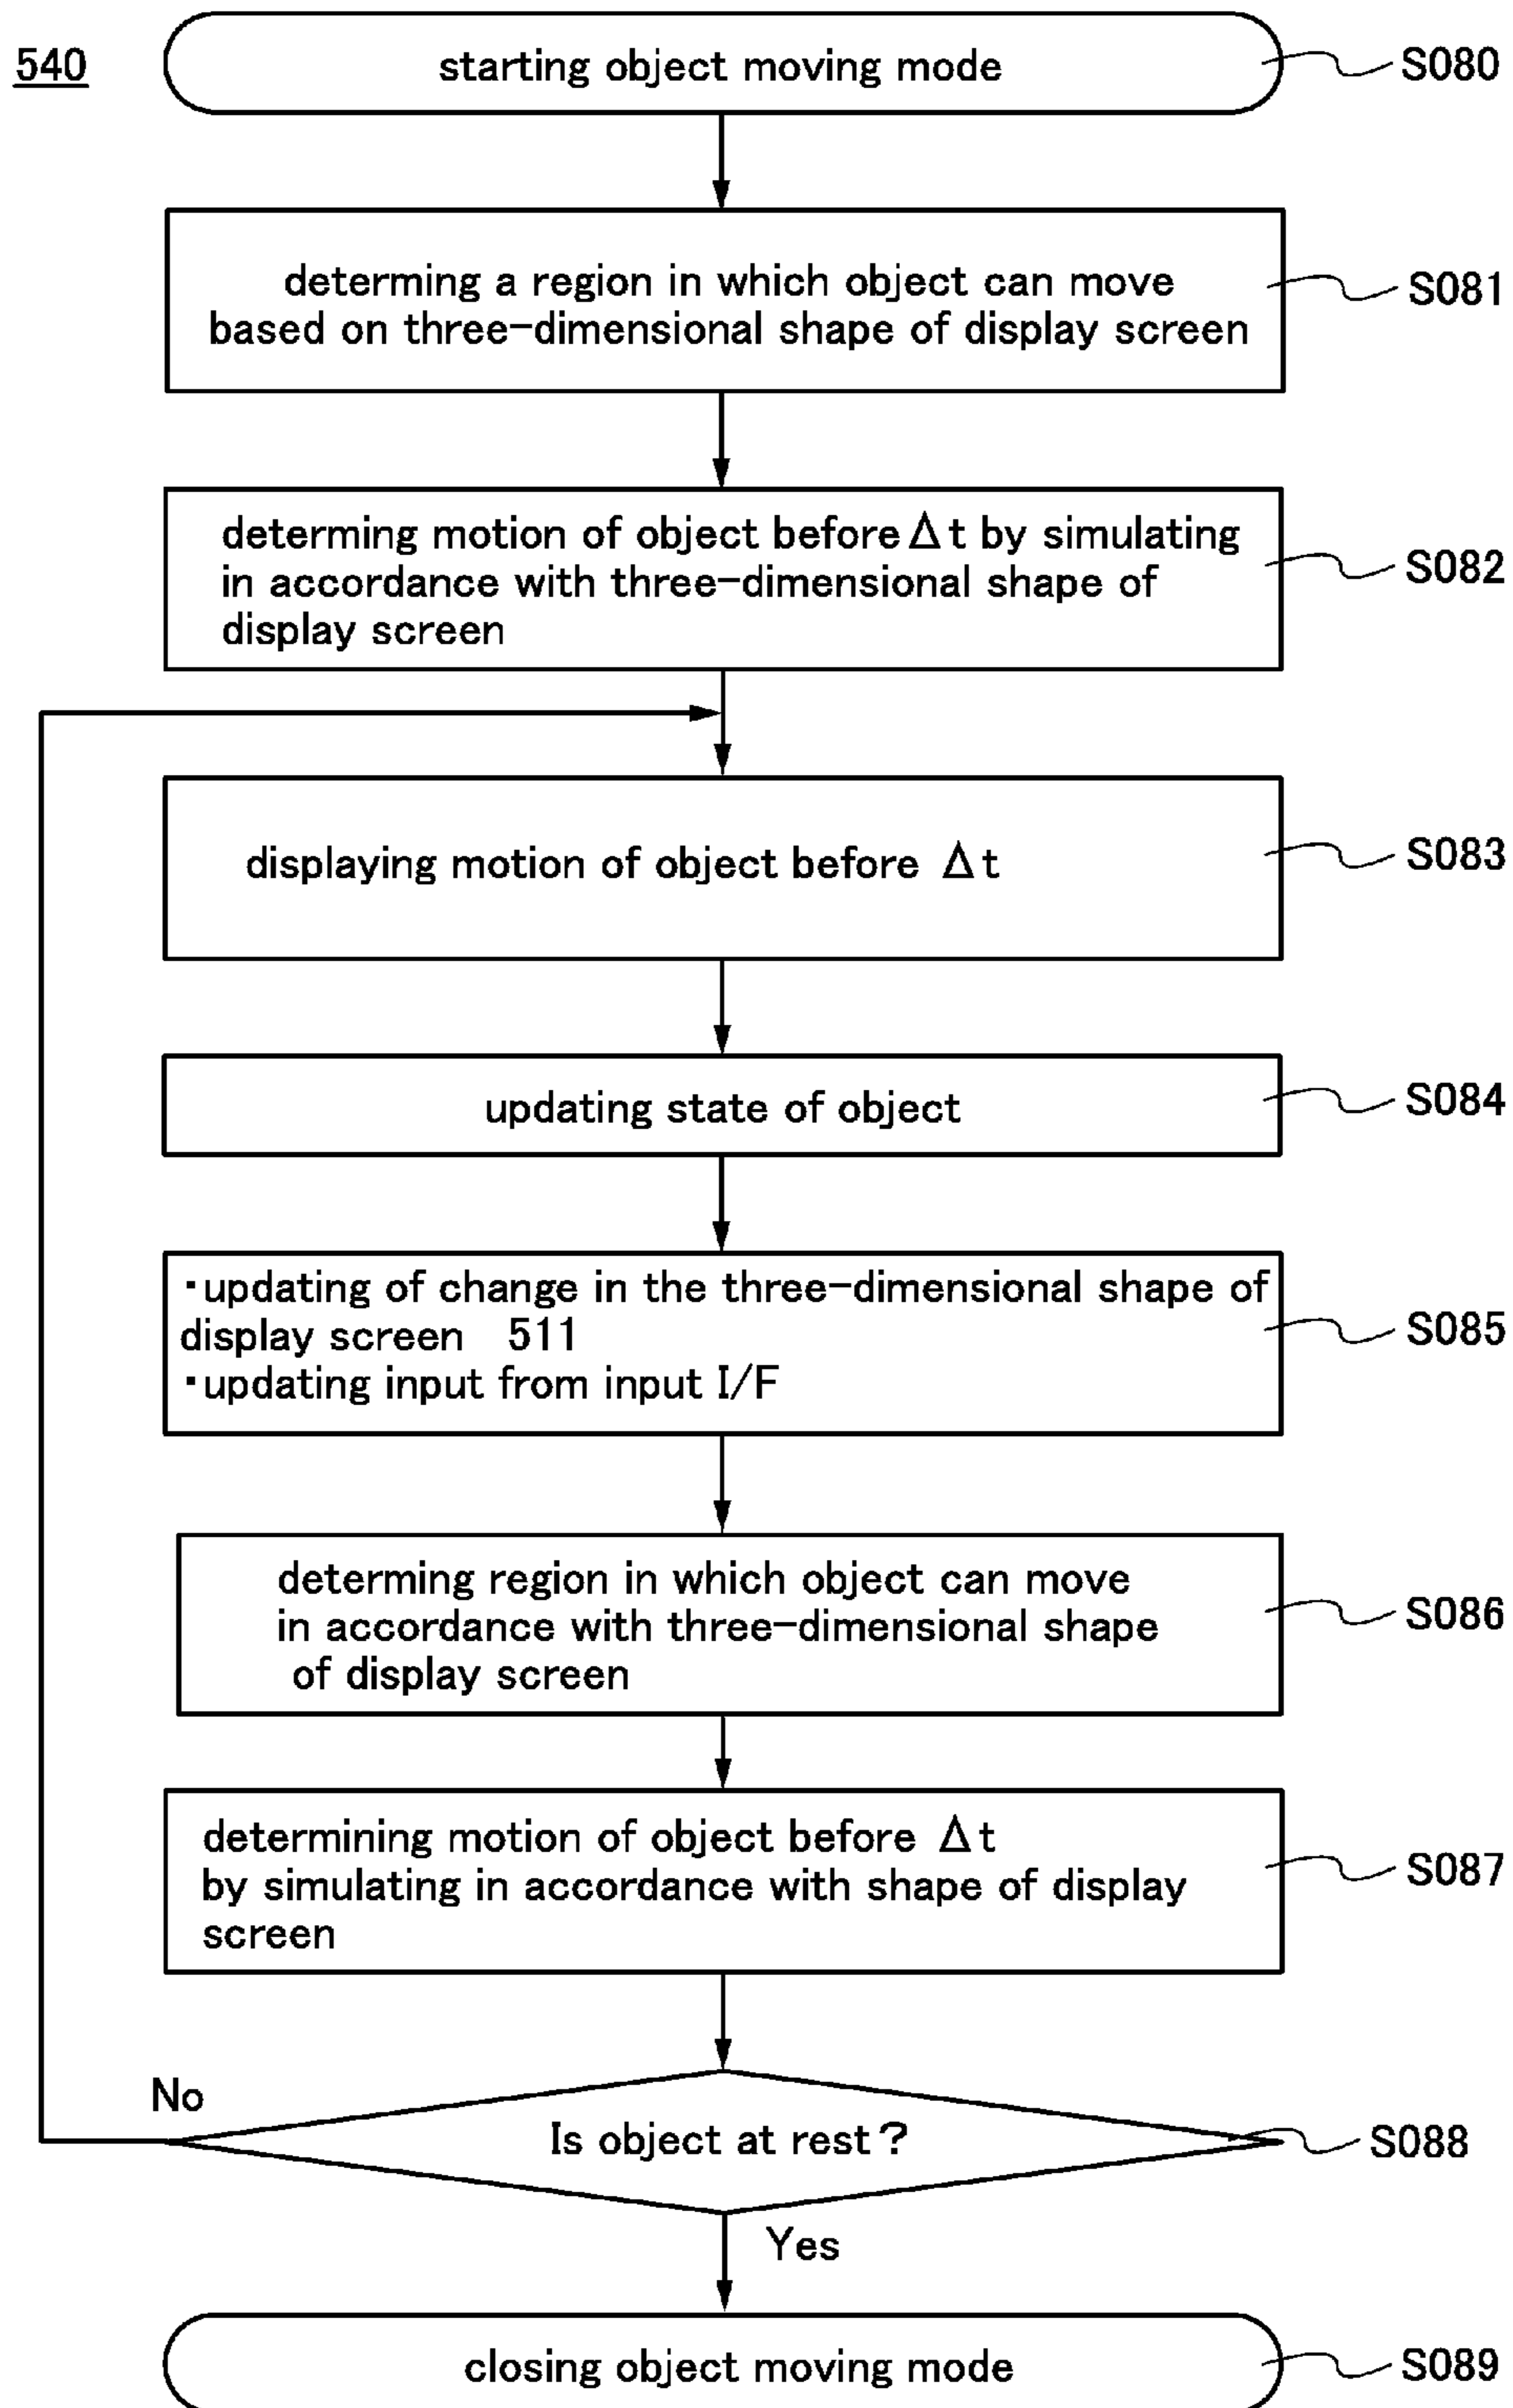 540
starting object moving mode
S080
determing a region in which object can move
based on three-dimensional shape of display screen
S081
determing motion of object before Δt by simulating
in accordance with three-dimensional shape of
display screen
S082
displaying motion of object before Δt
S083
updating state of object
S084
・updating of change in the three-dimensional shape of
display screen 511
・updating input from input I/F
S085
determing region in which object can move
in accordance with three-dimensional shape
of display screen
S086
determining motion of object before Δt
by simulating in accordance with shape of display
screen
S087
No
Is object at rest?
S088
Yes
closing object moving mode
S089